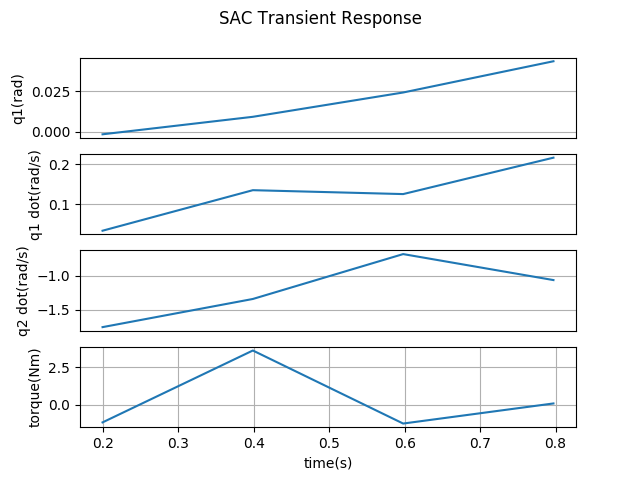 SAC Transient Response
q1(rad)
0.025
0.000
q1 dot(rad/s)
0.2
0.1
q2 dot(rad/s)
−1.0
−1.5
torque(Nm)
2.5
0.0
0.2 0.3 0.4 0.5 0.6 0.7 0.8
time(s)